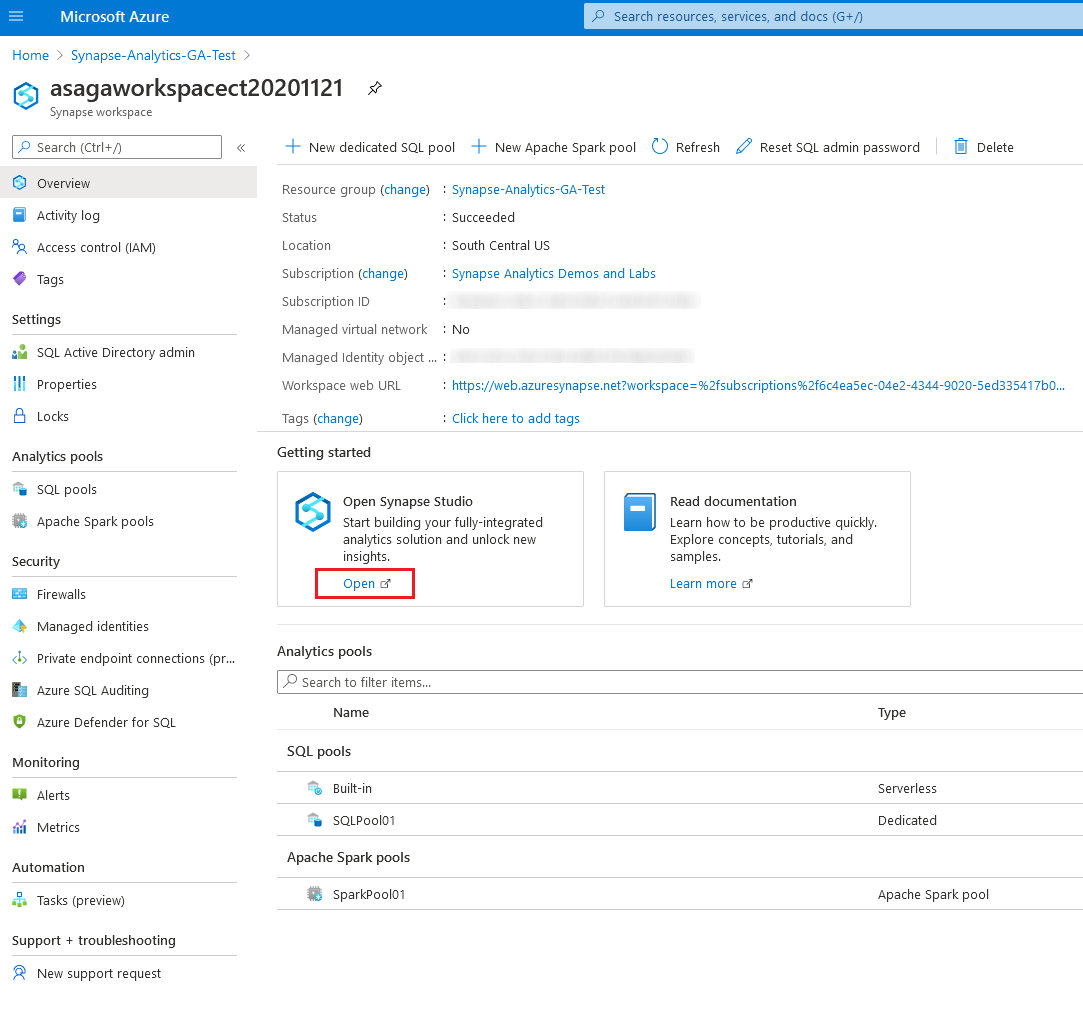 Microsoft Azure
Search resources, services, and docs (G+/)
Home > Synapse-Analytics-GA-Test >
asagaworkspacect20201121
Synapse workspace
Search (Ctrl+/)
«
Overview
Activity log
Access control (IAM)
Tags
Settings
SQL Active Directory admin
Properties
Locks
Analytics pools
SQL pools
Apache Spark pools
Security
Firewalls
Managed identities
Private endpoint connections (pr...
Azure SQL Auditing
Azure Defender for SQL
Monitoring
Alerts
Metrics
Automation
Tasks (preview)
Support + troubleshooting
New support request
New dedicated SQL pool New Apache Spark pool Refresh Reset SQL admin password Delete
Resource group (change) : Synapse-Analytics-GA-Test
Status : Succeeded
Location : South Central US
Subscription (change) : Synapse Analytics Demos and Labs
Subscription ID :
Managed virtual network : No
Managed Identity object ... :
Workspace web URL : https://web.azuresynapse.net?workspace=%2fsubscriptions%2f6c4ea5ec-04e2-4344-9020-5ed335417b0...
Tags (change) : Click here to add tags
Getting started
Open Synapse Studio
Start building your fully-integrated
analytics solution and unlock new
insights.
Open
Read documentation
Learn how to be productive quickly.
Explore concepts, tutorials, and
samples.
Learn more
Analytics pools
Search to filter items...
Name Type
SQL pools
Built-in Serverless
SQLPool01 Dedicated
Apache Spark pools
SparkPool01 Apache Spark pool